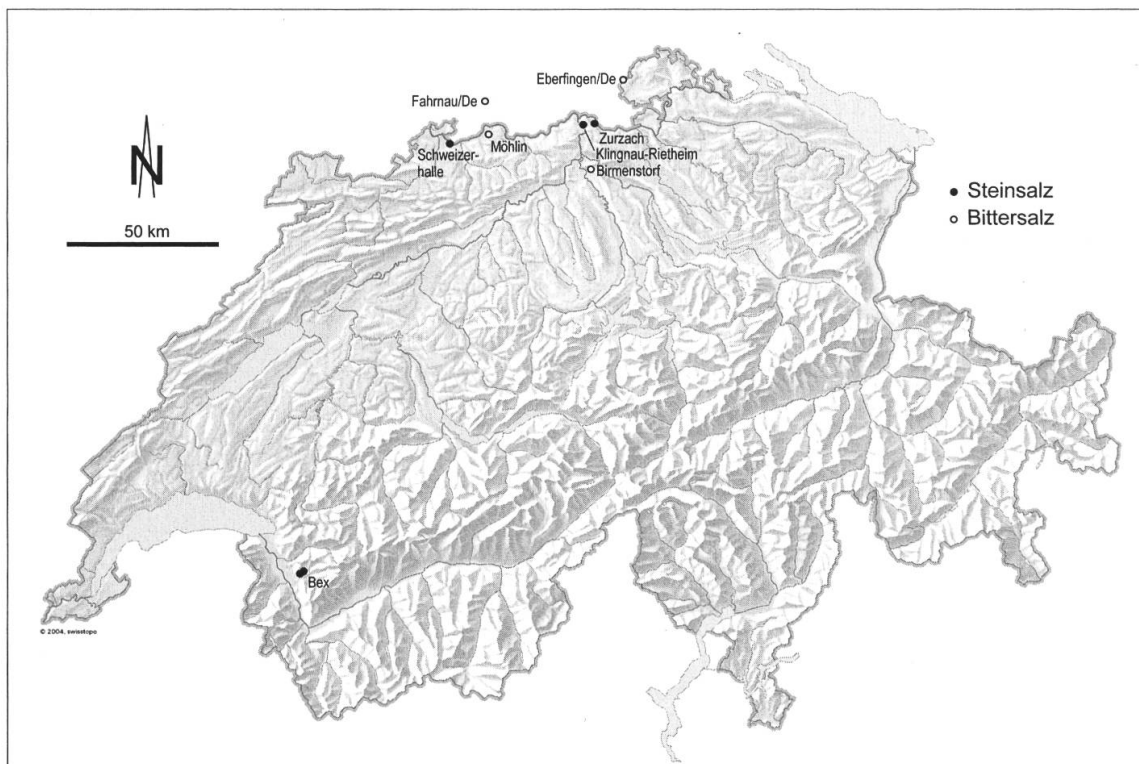 Eberfingen/De
Fahrnau/De
N
Möhlin
Schweizer-
halle
Zurzach
Klingnau-Rietheim
Birmenstorf
Steinsalz
Bittersalz
50 km
Bex
© 2004, swisstopo